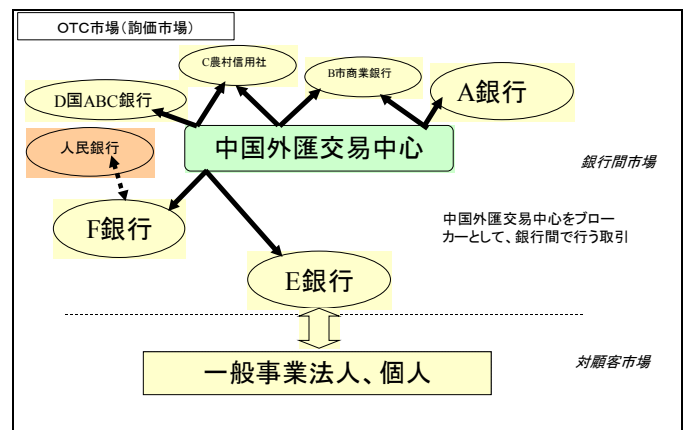 OTC市場（詢価市場）
C農村信用社
B市商業銀行
D国ABC銀行
A銀行
人民銀行
中国外匯交易中心
銀行間市場
F銀行
中国外匯交易中心をブロー
カーとして、銀行間で行う取引
E銀行
一般事業法人、個人
対顧客市場